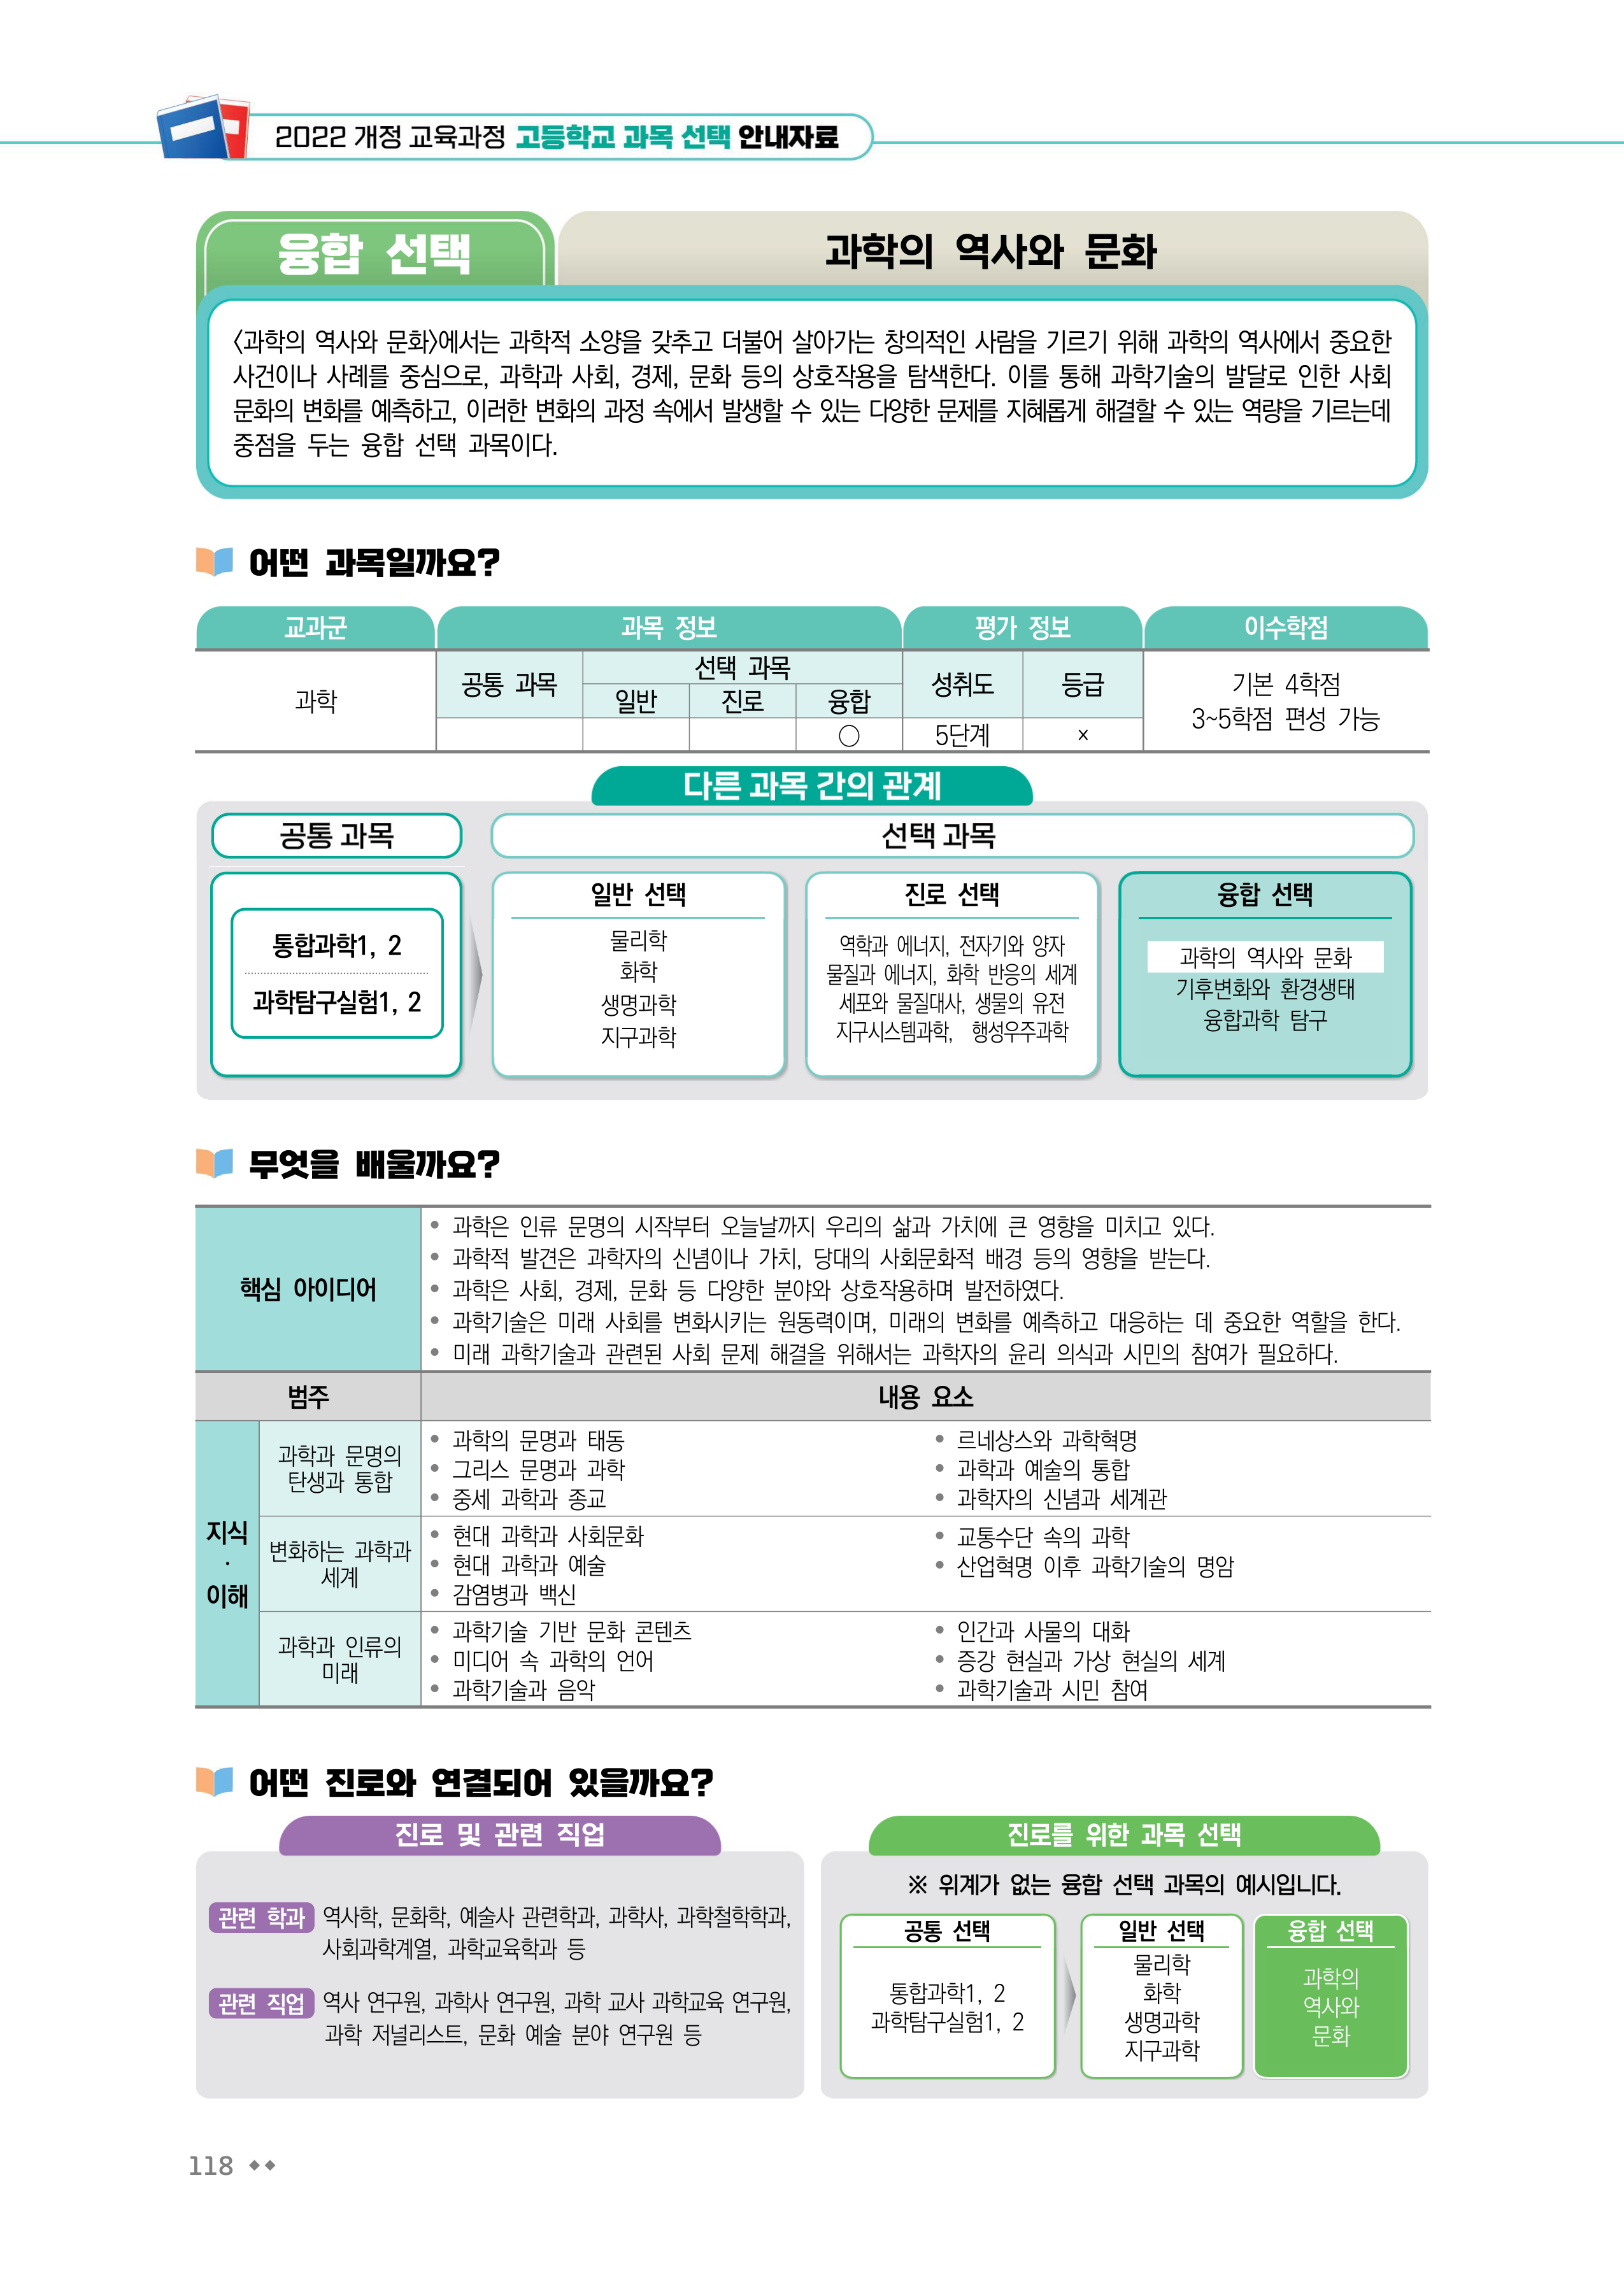 2022 개정 교육과정 고등학교 과목 선택 안내자료
융합 선택
과학의 역사와 문화
<과학의 역사와 문화>에서는 과학적 소양을 갖추고 더불어 살아가는 창의적인 사람을 기르기 위해 과학의 역사에서 중요한
사건이나 사례를 중심으로, 과학과 사회, 경제, 문화 등의 상호작용을 탐색한다. 이를 통해 과학기술의 발달로 인한 사회
문화의 변화를 예측하고, 이러한 변화의 과정 속에서 발생할 수 있는 다양한 문제를 지혜롭게 해결할 수 있는 역량을 기르는데
중점을 두는 융합 선택 과목이다.
어떤 과목일까요?
교과군 과목 정보 평가 정보 이수학점
과학
공통 과목
선택 과목
일반 진로 융합
성취도 등급
○ 5단계 ×
기본 4학점
3~5학점 편성 가능
다른 과목 간의 관계
공통 과목
선택 과목
통합과학1, 2
과학탐구실험1, 2
일반 선택
물리학
화학
생명과학
지구과학
진로 선택
역학과 에너지, 전자기와 양자
물질과 에너지, 화학 반응의 세계
세포와 물질대사, 생물의 유전
지구시스템과학, 행성우주과학
융합 선택
과학의 역사와 문화
기후변화와 환경생태
융합과학 탐구
무엇을 배울까요?
핵심 아이디어
• 과학은 인류 문명의 시작부터 오늘날까지 우리의 삶과 가치에 큰 영향을 미치고 있다.
• 과학적 발견은 과학자의 신념이나 가치, 당대의 사회문화적 배경 등의 영향을 받는다.
• 과학은 사회, 경제, 문화 등 다양한 분야와 상호작용하며 발전하였다.
• 과학기술은 미래 사회를 변화시키는 원동력이며, 미래의 변화를 예측하고 대응하는 데 중요한 역할을 한다.
• 미래 과학기술과 관련된 사회 문제 해결을 위해서는 과학자의 윤리 의식과 시민의 참여가 필요하다.
범주 내용 요소
지식
·
이해
과학과 문명의
탄생과 통합
• 과학의 문명과 태동
• 그리스 문명과 과학
• 중세 과학과 종교
• 르네상스와 과학혁명
• 과학과 예술의 통합
• 과학자의 신념과 세계관
변화하는 과학과
세계
• 현대 과학과 사회문화
• 현대 과학과 예술
• 감염병과 백신
• 교통수단 속의 과학
• 산업혁명 이후 과학기술의 명암
과학과 인류의
미래
• 과학기술 기반 문화 콘텐츠
• 미디어 속 과학의 언어
• 과학기술과 음악
• 인간과 사물의 대화
• 증강 현실과 가상 현실의 세계
• 과학기술과 시민 참여
어떤 진로와 연결되어 있을까요?
진로 및 관련 직업
관련 학과 역사학, 문화학, 예술사 관련학과, 과학사, 과학철학학과,
사회과학계열, 과학교육학과 등
관련 직업 역사 연구원, 과학사 연구원, 과학 교사 과학교육 연구원,
과학 저널리스트, 문화 예술 분야 연구원 등
진로를 위한 과목 선택
※ 위계가 없는 융합 선택 과목의 예시입니다.
공통 선택
통합과학1, 2
과학탐구실험1, 2
일반 선택
물리학
화학
생명과학
지구과학
융합 선택
과학의
역사와
문화
118 ◆◆